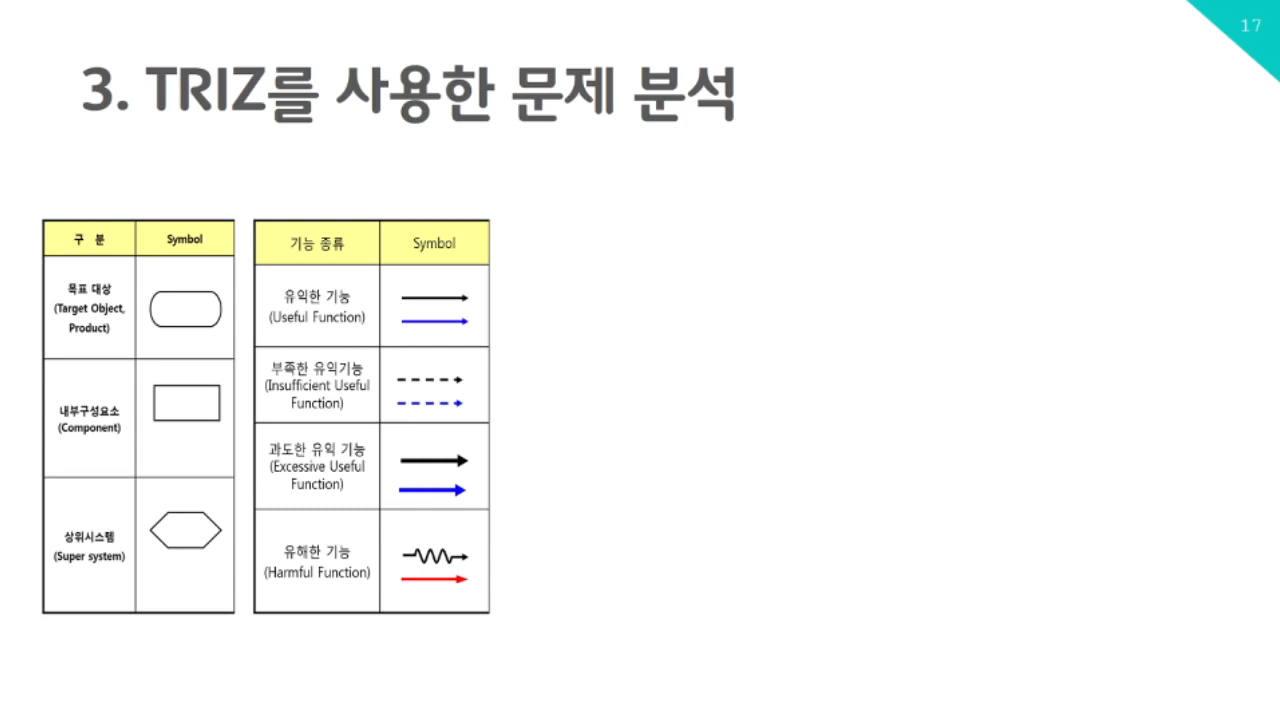 17
3. TRIZ를 사용한 문제 분석
구 분 Symbol
목표 대상
(Target Object,
Product)
내부구성요소
(Component)
상위시스템
(Super system)
기능 종류 Symbol
유익한 기능
(Useful Function)
부족한 유익기능
(Insufficient Useful
Function)
과도한 유익 기능
(Excessive Useful
Function)
유해한 기능
(Harmful Function)